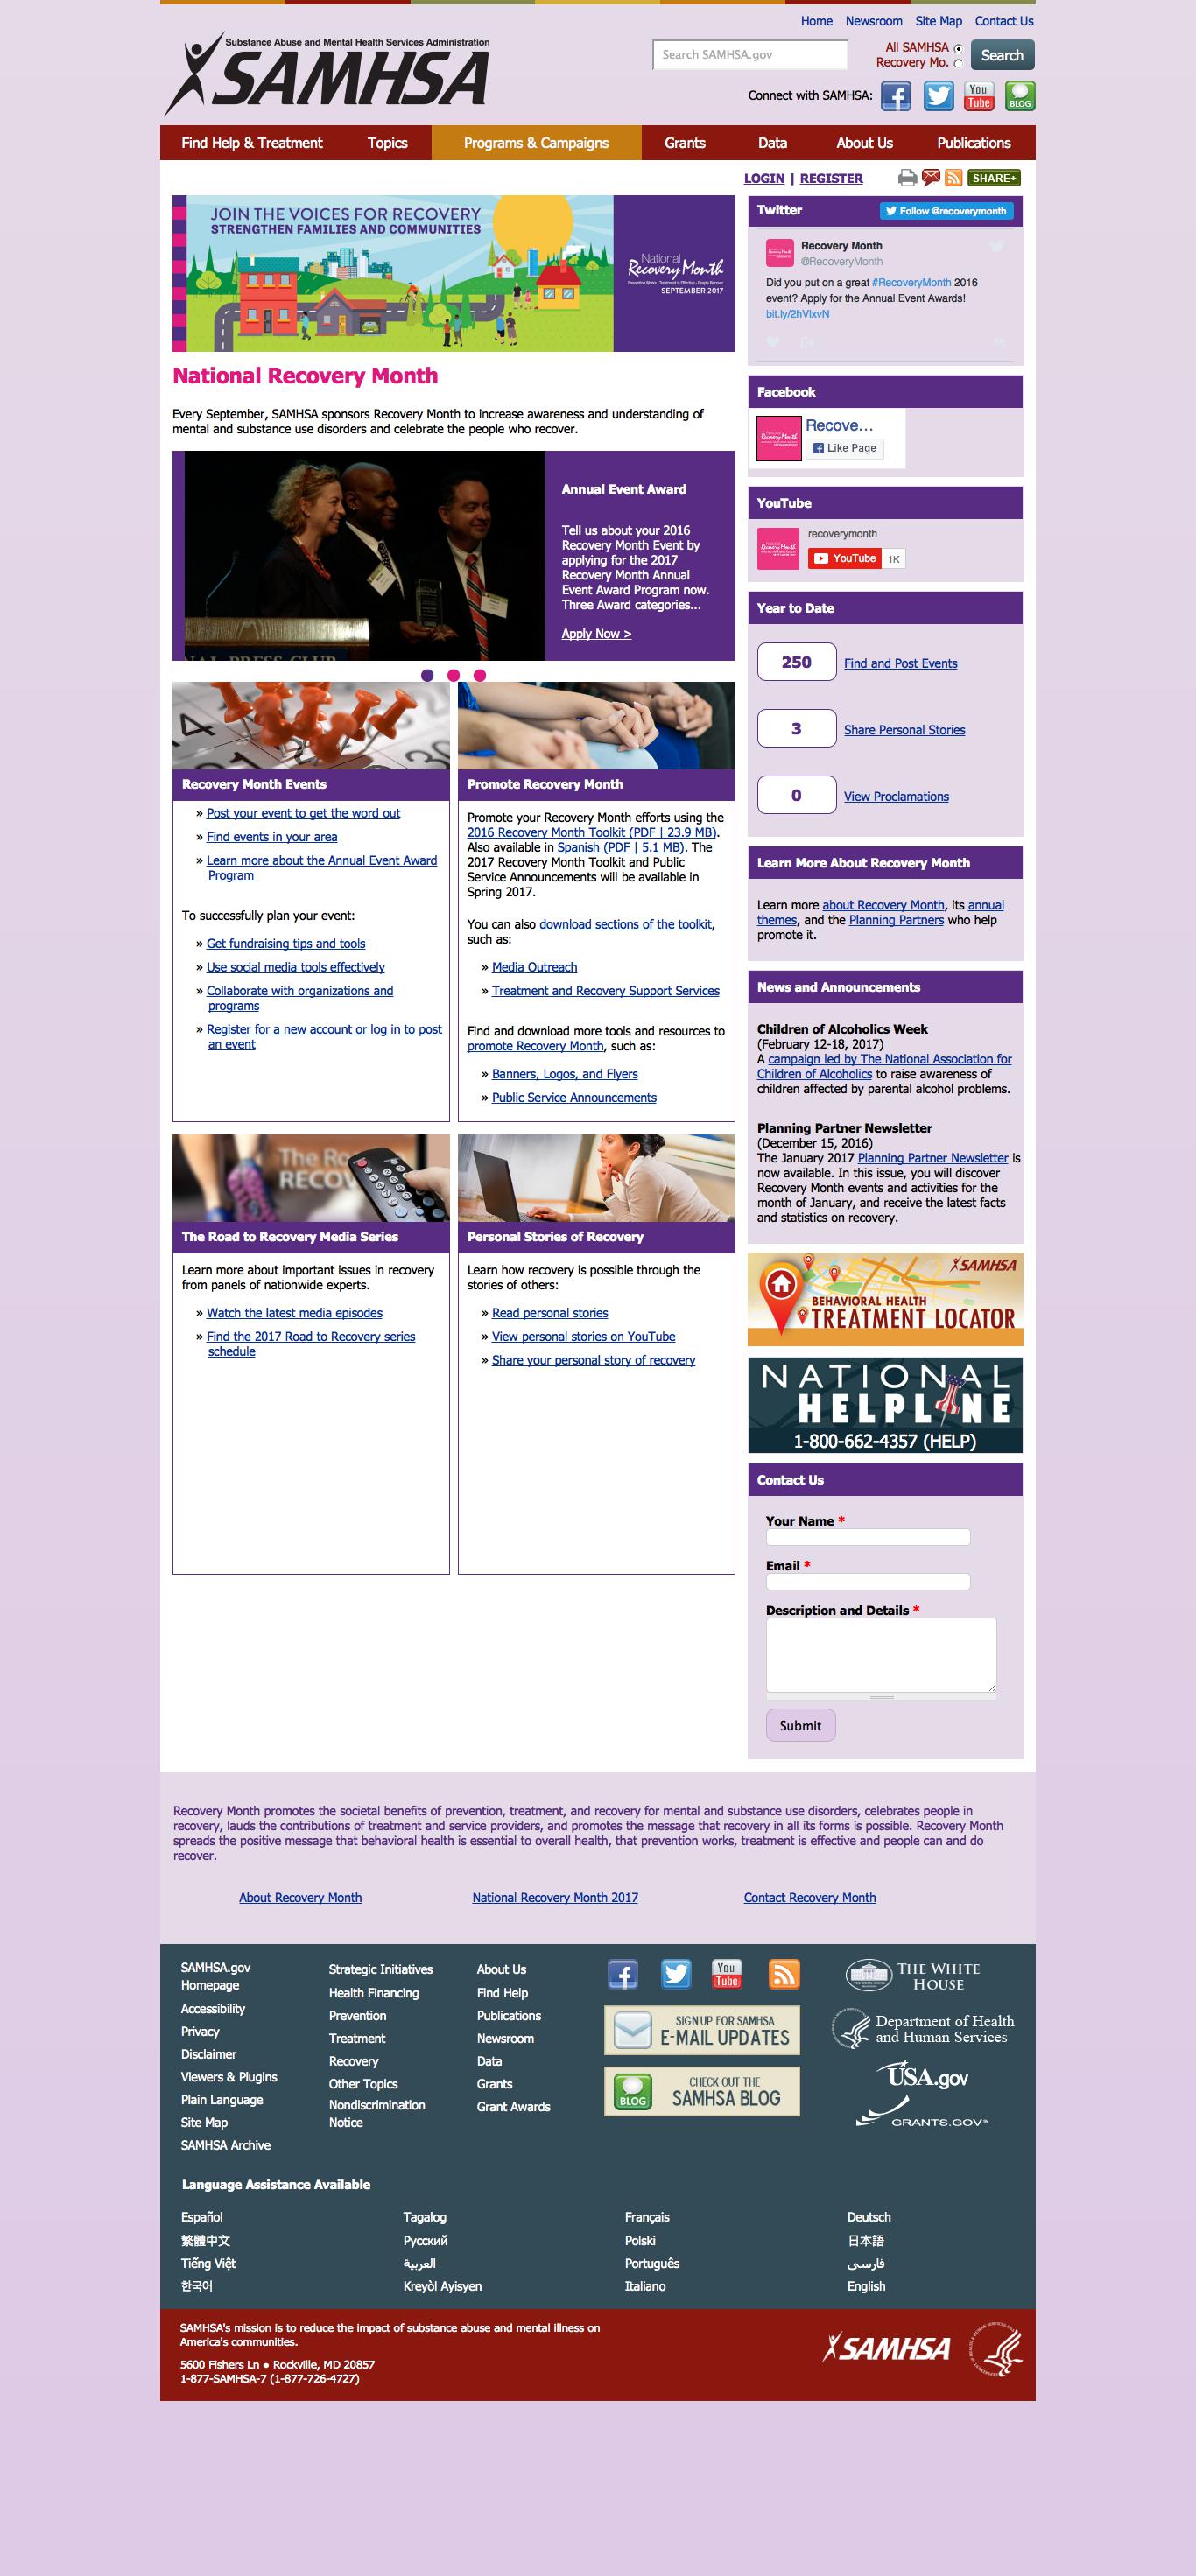 Home Newsroom Site Map Contact Us
Substance Abuse and Mental Health Services Administration
SAMHSA
Search SAMHSA.gov
All SAMHSA
Recovery Mo.
Search
Connect with SAMHSA:
You
Tube
BLOG
Find Help & Treatment Topics Programs & Campaigns Grants Data About Us Publications
LOGIN | REGISTER
SHARE+
JOIN THE VOICES FOR RECOVERY
STRENGTHEN FAMILIES AND COMMUNITIES
National
Recovery Month
Prevention Works · Treatment is Effective · People Recover
SEPTEMBER 2017
National Recovery Month
Every September, SAMHSA sponsors Recovery Month to increase awareness and understanding of
mental and substance use disorders and celebrate the people who recover.
Annual Event Award
Tell us about your 2016
Recovery Month Event by
applying for the 2017
Recovery Month Annual
Event Award Program now.
Three Award categories...
Apply Now >
NAL PRESS CLUB
4
Recovery Month Events
» Post your event to get the word out
» Find events in your area
» Learn more about the Annual Event Award
Program
To successfully plan your event:
» Get fundraising tips and tools
» Use social media tools effectively
» Collaborate with organizations and
programs
» Register for a new account or log in to post
an event
Promote Recovery Month
Promote your Recovery Month efforts using the
2016 Recovery Month Toolkit (PDF | 23.9 MB).
Also available in Spanish (PDF | 5.1 MB). The
2017 Recovery Month Toolkit and Public
Service Announcements will be available in
Spring 2017.
You can also download sections of the toolkit,
such as:
» Media Outreach
» Treatment and Recovery Support Services
Find and download more tools and resources to
promote Recovery Month, such as:
» Banners, Logos, and Flyers
» Public Service Announcements
The Road to Recovery Media Series
Learn more about important issues in recovery
from panels of nationwide experts.
» Watch the latest media episodes
» Find the 2017 Road to Recovery series
schedule
Personal Stories of Recovery
Learn how recovery is possible through the
stories of others:
» Read personal stories
» View personal stories on YouTube
» Share your personal story of recovery
Twitter
Follow @recoverymonth
Recovery Month
@RecoveryMonth
Did you put on a great #RecoveryMonth 2016
event? Apply for the Annual Event Awards!
bit.ly/2hVlxvN
Facebook
Recove...
Like Page
YouTube
recoverymonth
YouTube 1K
Year to Date
250 Find and Post Events
3 Share Personal Stories
0 View Proclamations
Learn More About Recovery Month
Learn more about Recovery Month, its annual
themes, and the Planning Partners who help
promote it.
News and Announcements
Children of Alcoholics Week
(February 12-18, 2017)
A campaign led by The National Association for
Children of Alcoholics to raise awareness of
children affected by parental alcohol problems.
Planning Partner Newsletter
(December 15, 2016)
The January 2017 Planning Partner Newsletter is
now available. In this issue, you will discover
Recovery Month events and activities for the
month of January, and receive the latest facts
and statistics on recovery.
SAMHSA
BEHAVIORAL HEALTH
TREATMENT LOCATOR
NATIONAL
HELPLINE
1-800-662-4357 (HELP)
Contact Us
Your Name *
Email *
Description and Details *
Submit
Recovery Month promotes the societal benefits of prevention, treatment, and recovery for mental and substance use disorders, celebrates people in
recovery, lauds the contributions of treatment and service providers, and promotes the message that recovery in all its forms is possible. Recovery Month
spreads the positive message that behavioral health is essential to overall health, that prevention works, treatment is effective and people can and do
recover.
About Recovery Month National Recovery Month 2017 Contact Recovery Month
SAMHSA.gov
Homepage
Accessibility
Privacy
Disclaimer
Viewers & Plugins
Plain Language
Site Map
SAMHSA Archive
Strategic Initiatives
Health Financing
Prevention
Treatment
Recovery
Other Topics
Nondiscrimination
Notice
About Us
Find Help
Publications
Newsroom
Data
Grants
Grant Awards
You
Tube
SIGN UP FOR SAMHSA
E-MAIL UPDATES
BLOG
CHECK OUT THE
SAMHSA BLOG
THE WHITE
HOUSE
Department of Health
and Human Services
USA.gov
GRANTS.GOV
Language Assistance Available
Español Tagalog Français Deutsch
繁體中文 Русский Polski 日本語
Tiếng Việt العربية Português فارسی
한국어 Kreyòl Ayisyen Italiano English
SAMHSA's mission is to reduce the impact of substance abuse and mental illness on
America's communities.
5600 Fishers Ln ● Rockville, MD 20857
1-877-SAMHSA-7 (1-877-726-4727)
SAMHSA